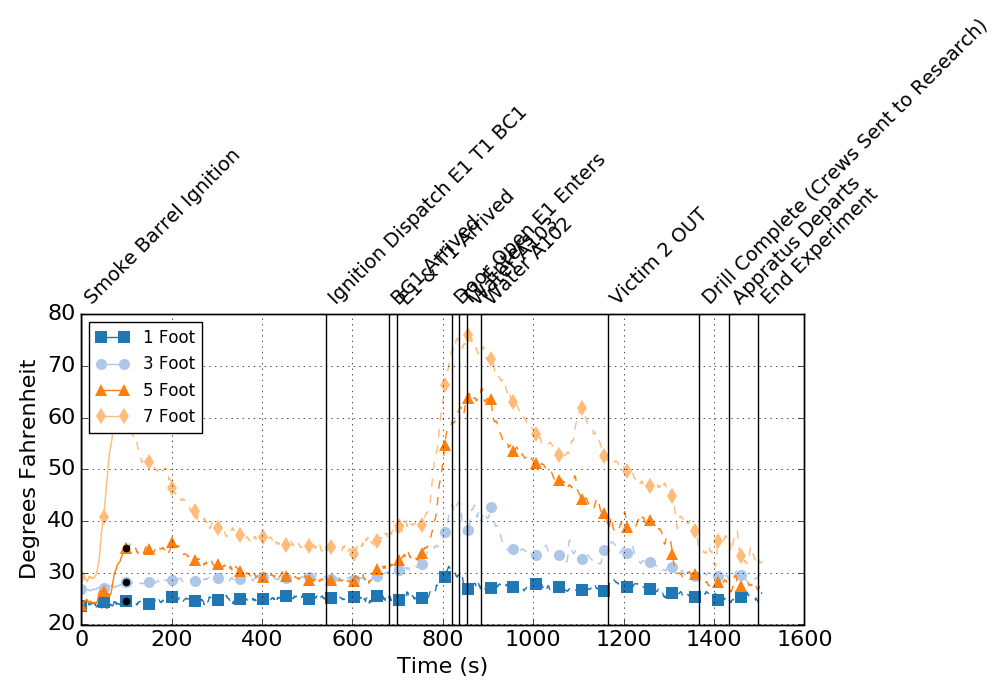 Smoke Barrel Ignition
Ignition Dispatch E1 T1 BC1
BC1 Arrived
E1 & T1 Arrived
Door Open E1 Enters
Water A103
Water A102
Victim 2 OUT
Drill Complete (Crews Sent to Research)
Appratus Departs
End Experiment
Degrees Fahrenheit
80
70
60
50
40
30
20
1 Foot
3 Foot
5 Foot
7 Foot
0 200 400 600 800 1000 1200 1400 1600
Time (s)